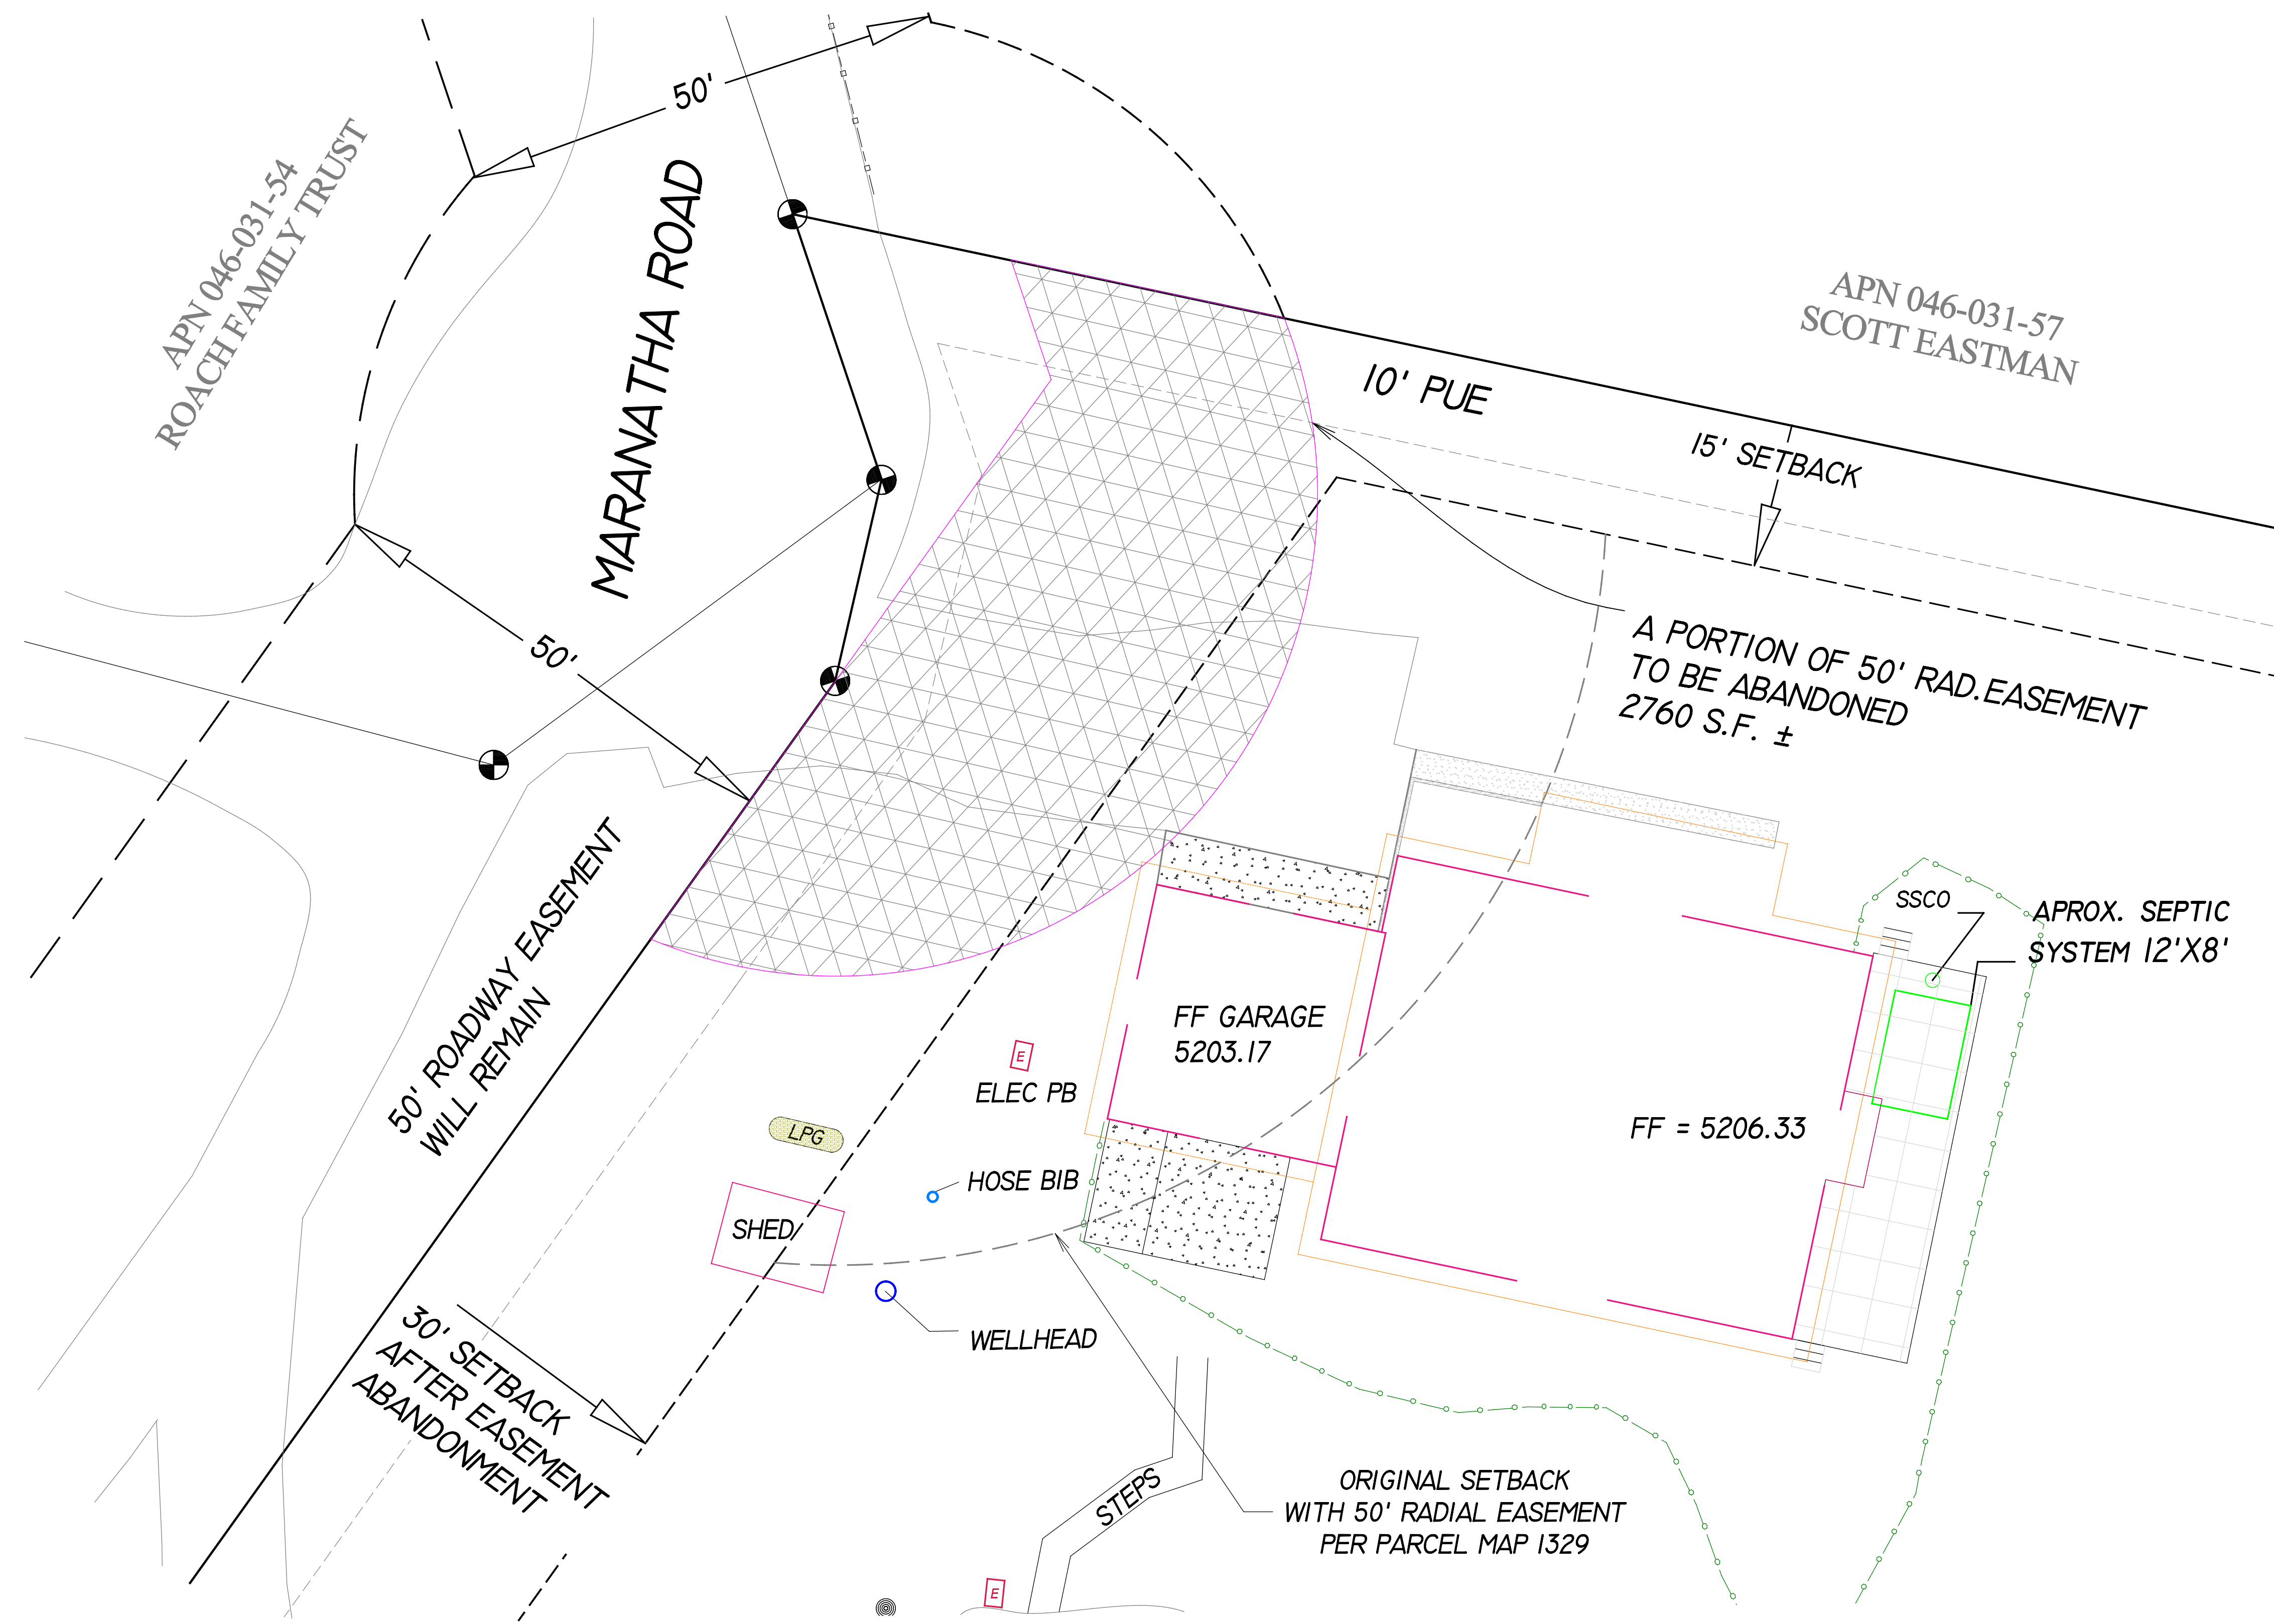 50'
APN 046-031-54
ROACH FAMILY TRUST
MARANATHA ROAD
APN 046-031-57
SCOTT EASTMAN
10' PUE
15' SETBACK
50'
A PORTION OF 50' RAD.EASEMENT
TO BE ABANDONED
2760 S.F. ±
50' ROADWAY EASEMENT
WILL REMAIN
SSCO
APROX. SEPTIC
SYSTEM 12'X8'
FF GARAGE
5203.17
E
ELEC PB
LPG
FF = 5206.33
HOSE BIB
SHED
WELLHEAD
30' SETBACK
AFTER EASEMENT
ABANDONMENT
STEPS
ORIGINAL SETBACK
WITH 50' RADIAL EASEMENT
PER PARCEL MAP 1329
E